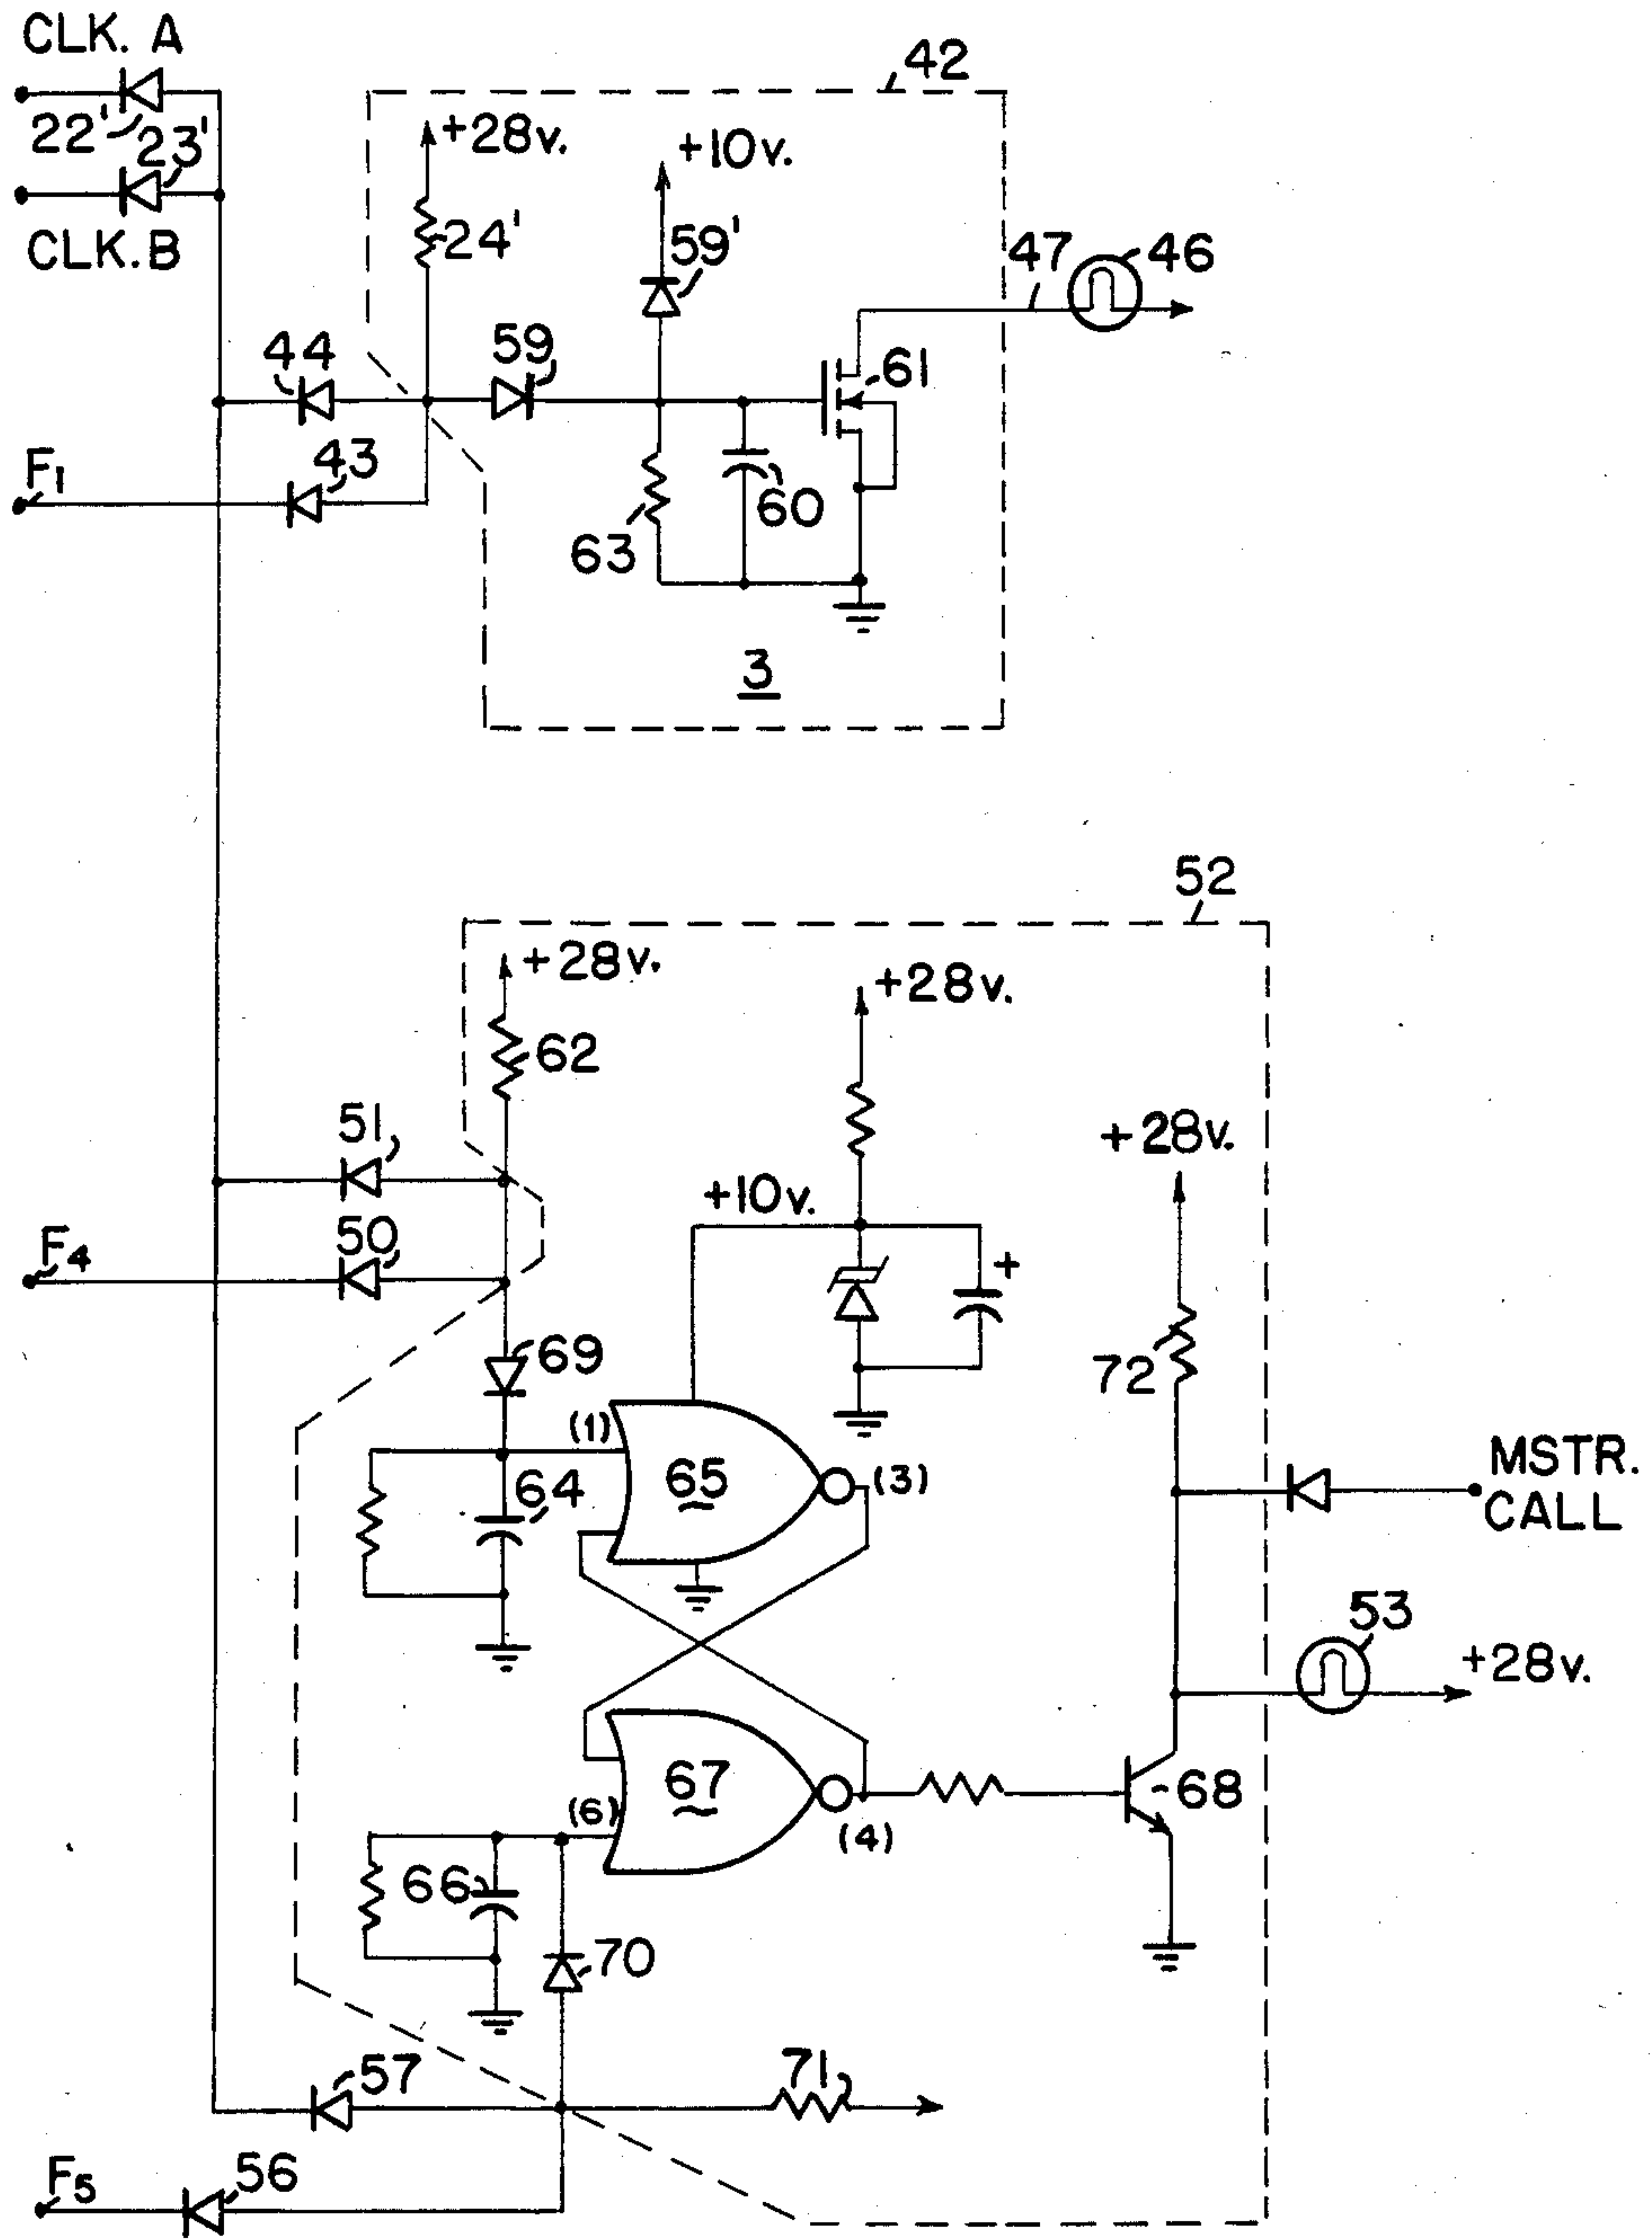 CLK. A
22'
23'
CLK. B
42
+28v.
+10v.
24'
59'
47
46
44
59
61
F1
43
63
60
3
52
+28v.
+28v.
62
51
+28v.
+10v.
50
F4
+
69
72
(1)
65
(3)
64
MSTR.
CALL
53
+28v.
67
68
(6)
(4)
66
70
57
71
F5
56